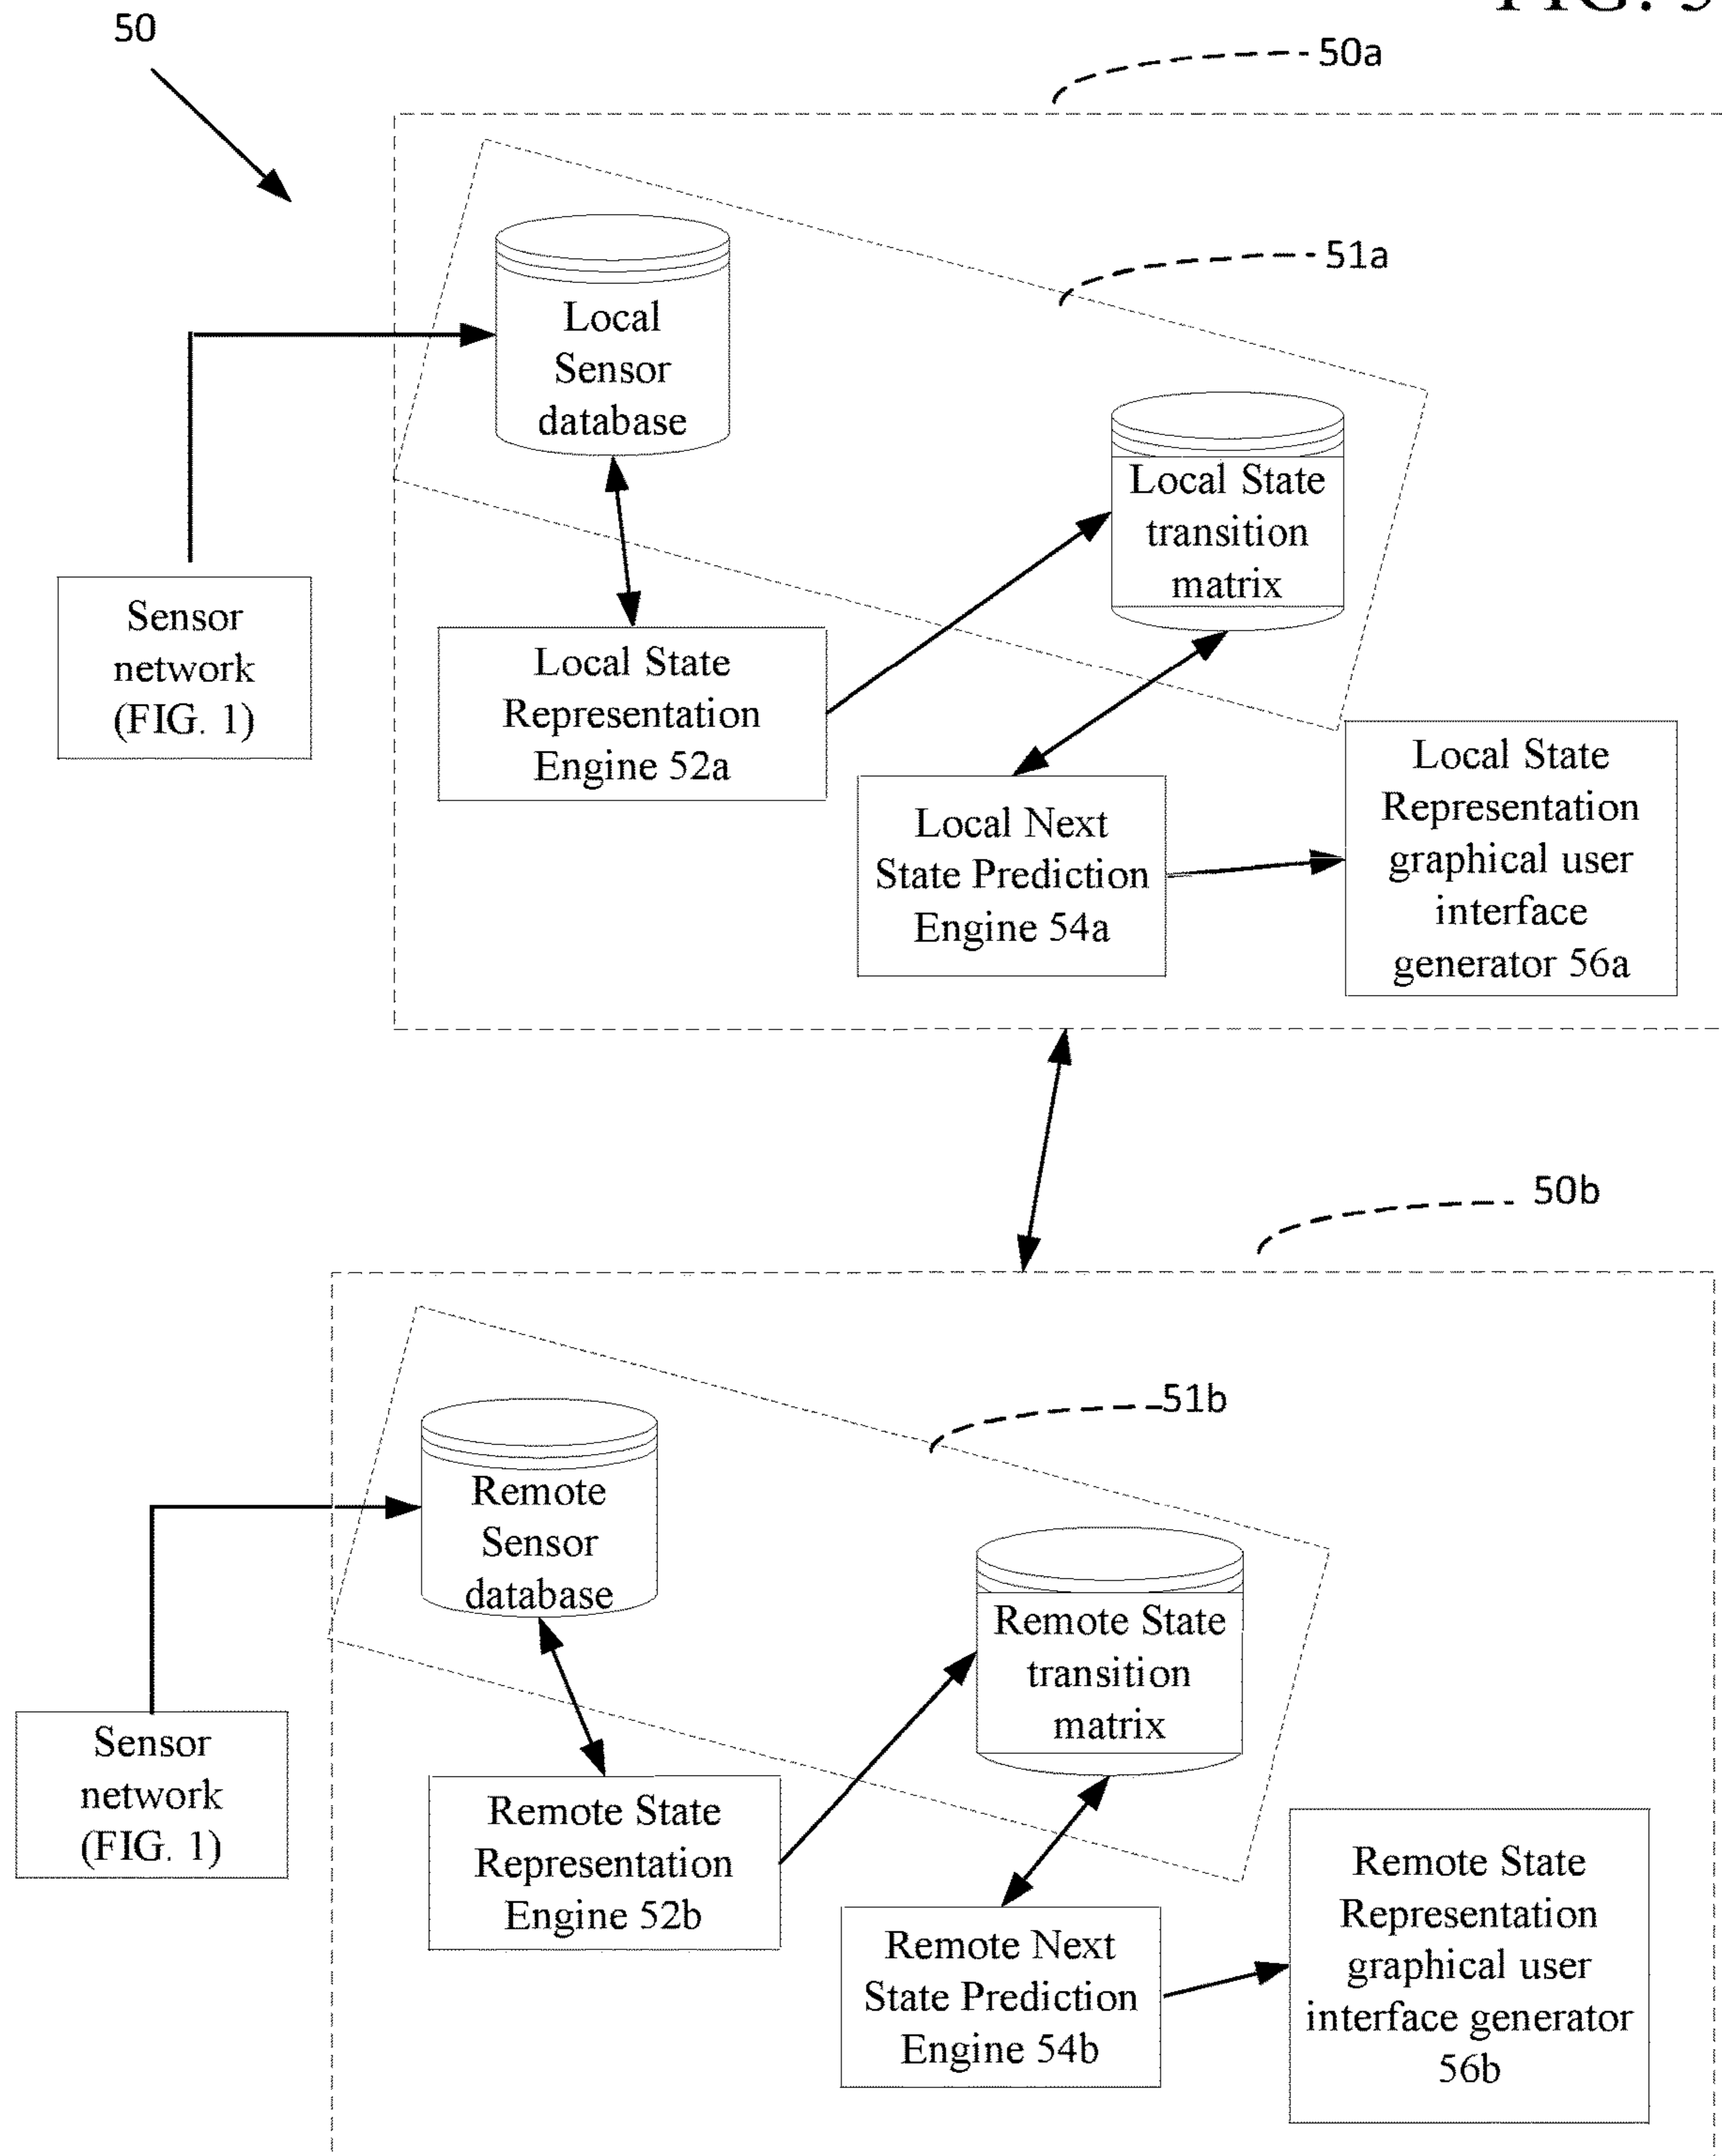 FIG. 5
50
50a
51a
Local
Sensor
database
Local State
transition
matrix
Sensor
network
(FIG. 1)
Local State
Representation
Engine 52a
Local Next
State Prediction
Engine 54a
Local State
Representation
graphical user
interface
generator 56a
50b
51b
Remote
Sensor
database
Remote State
transition
matrix
Sensor
network
(FIG. 1)
Remote State
Representation
Engine 52b
Remote Next
State Prediction
Engine 54b
Remote State
Representation
graphical user
interface generator
56b